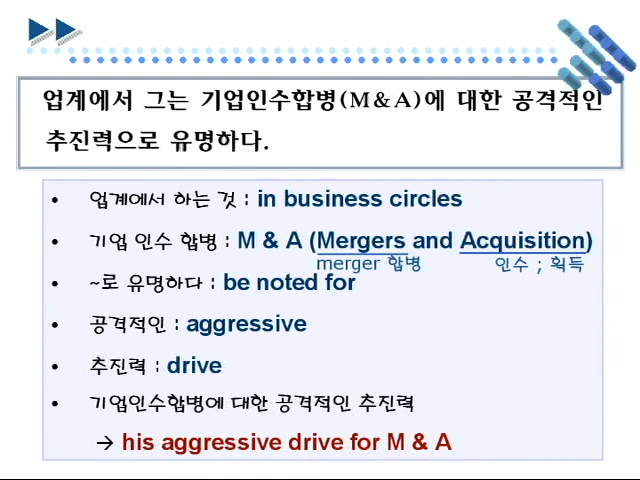 업계에서 그는 기업인수합병(M&A)에 대한 공격적인
추진력으로 유명하다.
• 업계에서 하는 것 : in business circles
• 기업 인수 합병 : M & A (Mergers and Acquisition)
merger 합병 인수 ; 획득
• ~로 유명하다 : be noted for
• 공격적인 : aggressive
• 추진력 : drive
• 기업인수합병에 대한 공격적인 추진력
→ his aggressive drive for M & A